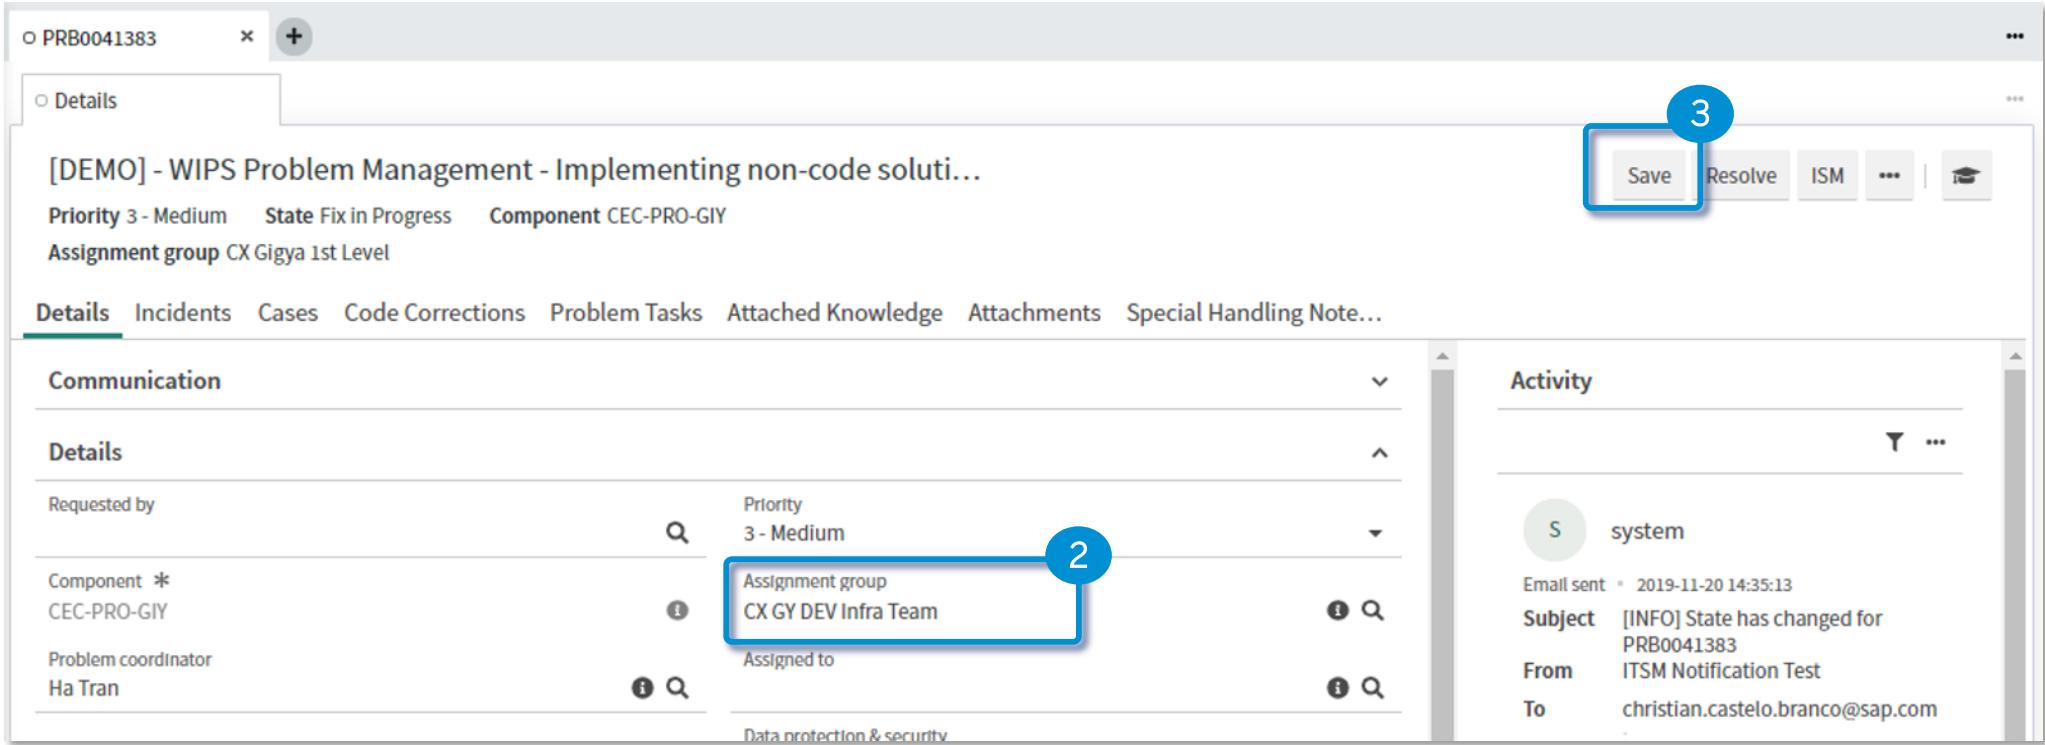 PRB0041383
Details
3
[DEMO] - WIPS Problem Management - Implementing non-code soluti...
Save Resolve ISM
Priority 3 - Medium State Fix in Progress Component CEC-PRO-GIY
Assignment group CX Gigya 1st Level
Details Incidents Cases Code Corrections Problem Tasks Attached Knowledge Attachments Special Handling Note...
Communication
Details
Requested by
Priority
3 - Medium
2
Component *
CEC-PRO-GIY
Assignment group
CX GY DEV Infra Team
Problem coordinator
Ha Tran
Assigned to
Data protection & security
Activity
S system
Email sent • 2019-11-20 14:35:13
Subject [INFO] State has changed for
PRB0041383
From ITSM Notification Test
To christian.castelo.branco@sap.com